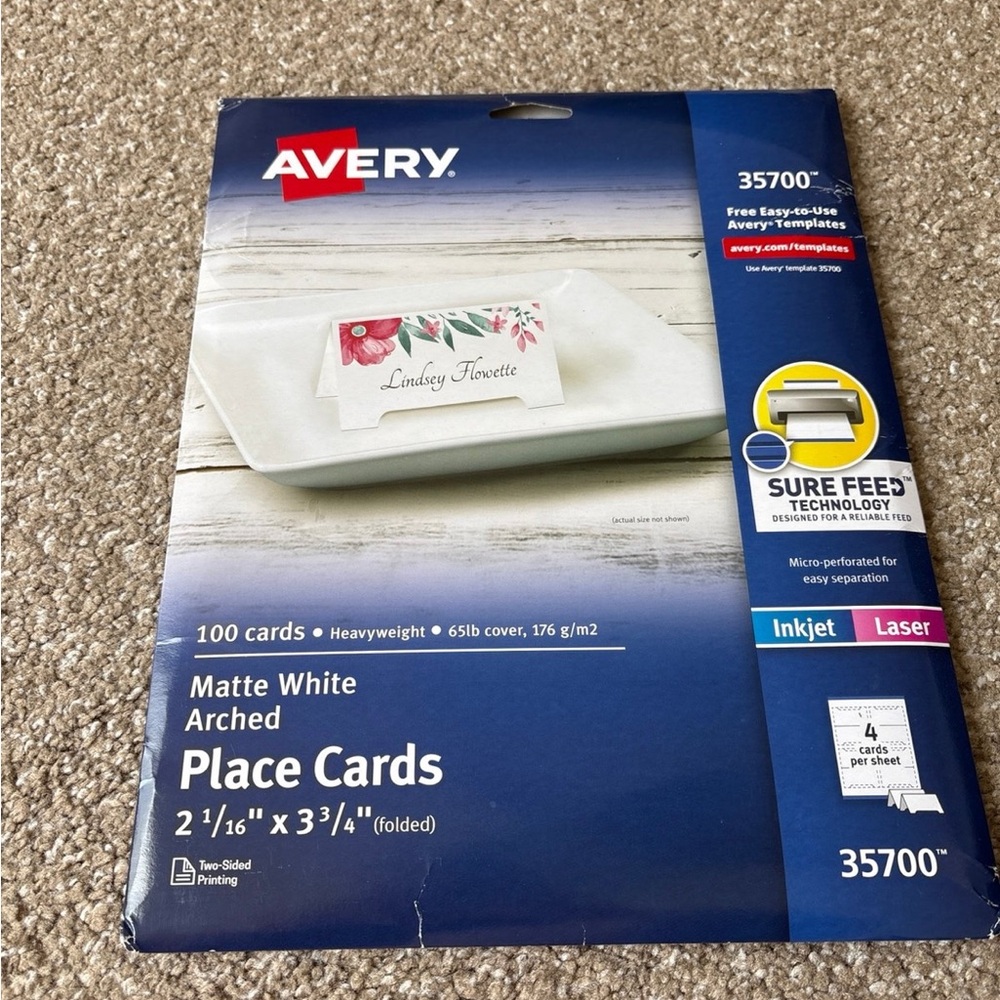 AVERY®
35700™
Free Easy-to-Use
Avery® Templates
avery.com/templates
Use Avery® template 35700
Lindsey Flowette
(actual size not shown)
SURE FEED™
TECHNOLOGY
DESIGNED FOR A RELIABLE FEED
Micro-perforated for
easy separation
Inkjet Laser
100 cards • Heavyweight • 65lb cover, 176 g/m2
Matte White
Arched
Place Cards
2 1/16" x 3 3/4" (folded)
Two-Sided
Printing
4
cards
per sheet
35700™